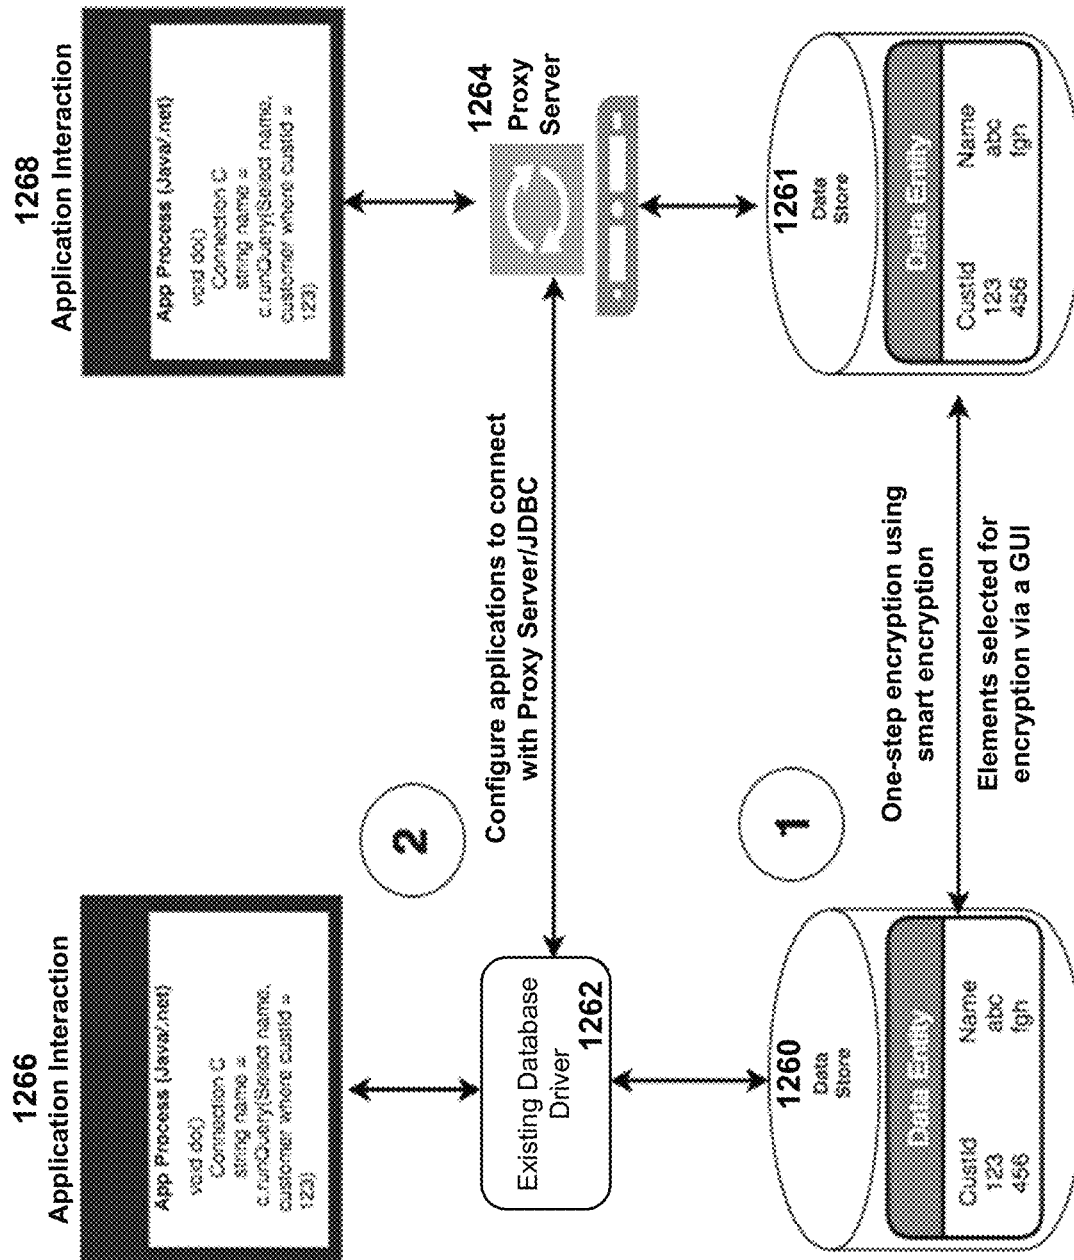 1266
Application Interaction
App Process (Java/.net)
void do()
Connection C
string name =
c.runQuery(Select name,
customer where custid =
123)
Existing Database
Driver
1262
1260
Data
Store
Data Entity
CustId Name
123 abc
456 fgh
2
Configure applications to connect
with Proxy Server/JDBC
1
One-step encryption using
smart encryption
Elements selected for
encryption via a GUI
1268
Application Interaction
App Process (Java/.net)
void do()
Connection C
string name =
c.runQuery(Select name,
customer where custid =
123)
1264
Proxy
Server
1261
Data
Store
Data Entity
CustId Name
123 abc
456 fgh